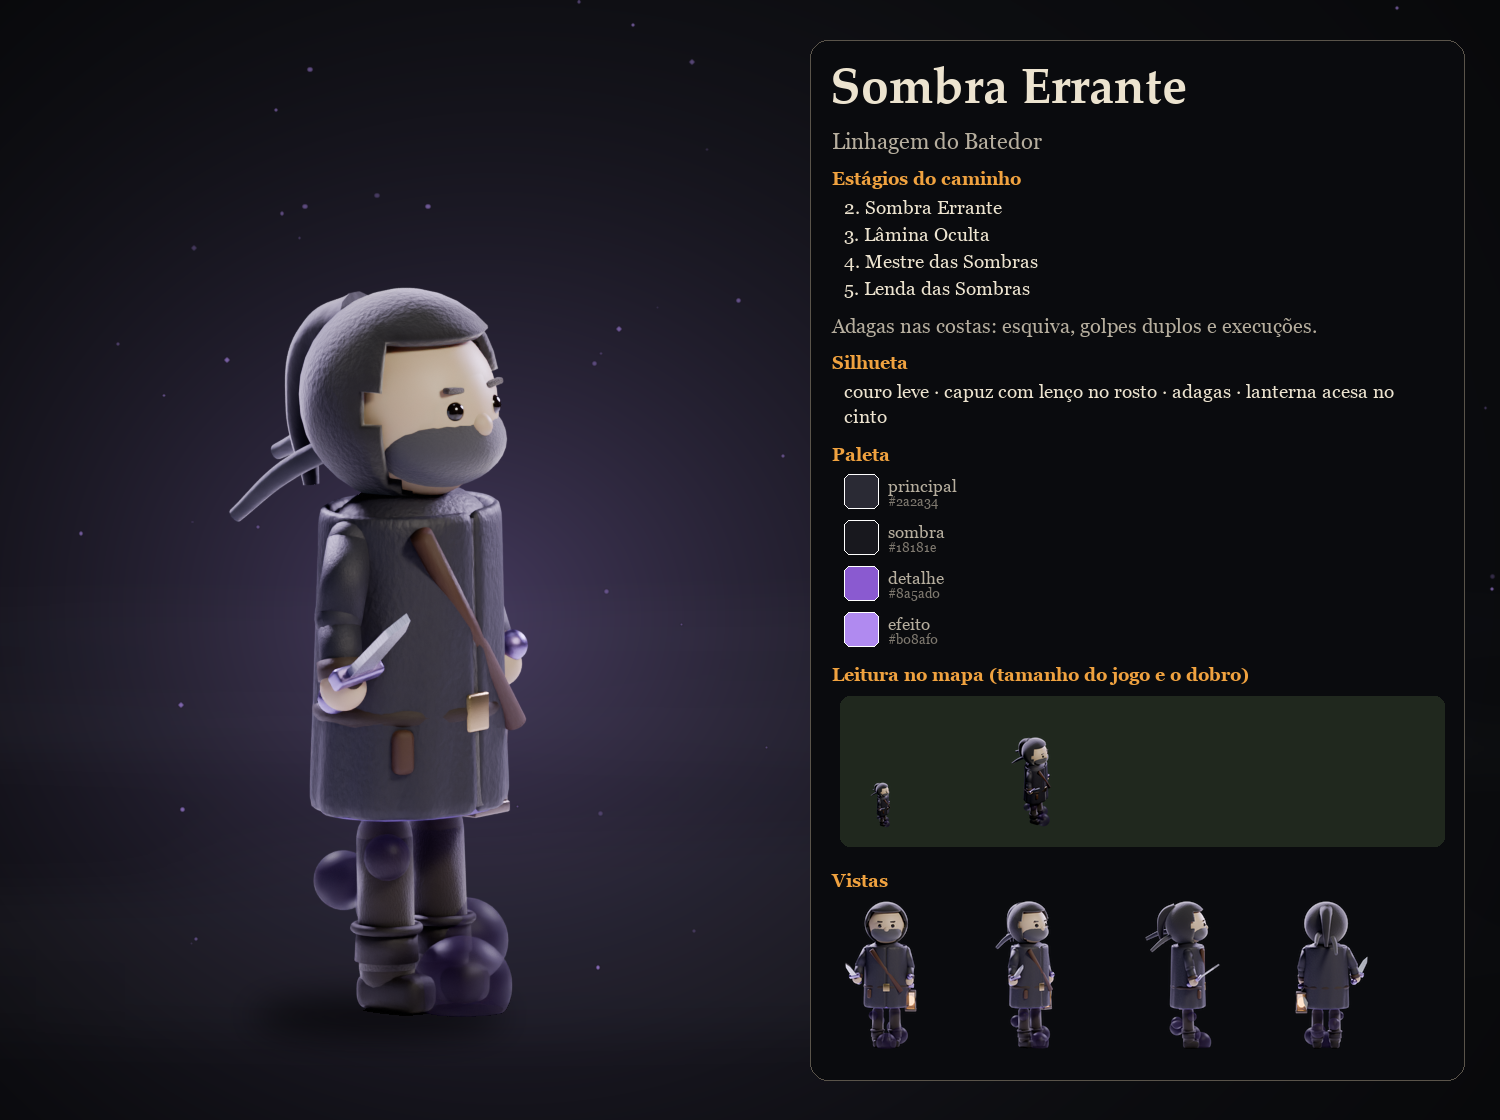 Sombra Errante
Linhagem do Batedor
Estágios do caminho
2. Sombra Errante
3. Lâmina Oculta
4. Mestre das Sombras
5. Lenda das Sombras
Adagas nas costas: esquiva, golpes duplos e execuções.
Silhueta
couro leve · capuz com lenço no rosto · adagas · lanterna acesa no
cinto
Paleta
principal
#2a2a34
sombra
#18181e
detalhe
#8a5ad0
efeito
#b08af0
Leitura no mapa (tamanho do jogo e o dobro)
Vistas